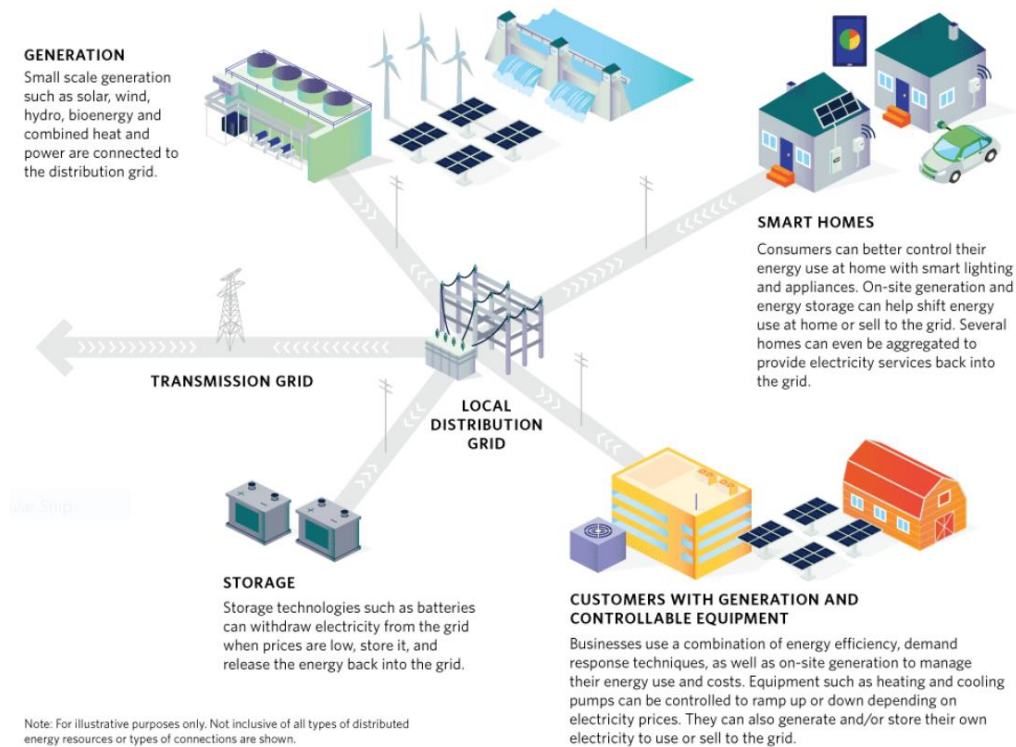 GENERATION
Small scale generation
such as solar, wind,
hydro, bioenergy and
combined heat and
power are connected to
the distribution grid.
SMART HOMES
Consumers can better control their
energy use at home with smart lighting
and appliances. On-site generation and
energy storage can help shift energy
use at home or sell to the grid. Several
homes can even be aggregated to
provide electricity services back into
the grid.
TRANSMISSION GRID
LOCAL
DISTRIBUTION
GRID
STORAGE
Storage technologies such as batteries
can withdraw electricity from the grid
when prices are low, store it, and
release the energy back into the grid.
CUSTOMERS WITH GENERATION AND
CONTROLLABLE EQUIPMENT
Businesses use a combination of energy efficiency, demand
response techniques, as well as on-site generation to manage
their energy use and costs. Equipment such as heating and cooling
pumps can be controlled to ramp up or down depending on
electricity prices. They can also generate and/or store their own
electricity to use or sell to the grid.
Note: For illustrative purposes only. Not inclusive of all types of distributed
energy resources or types of connections are shown.